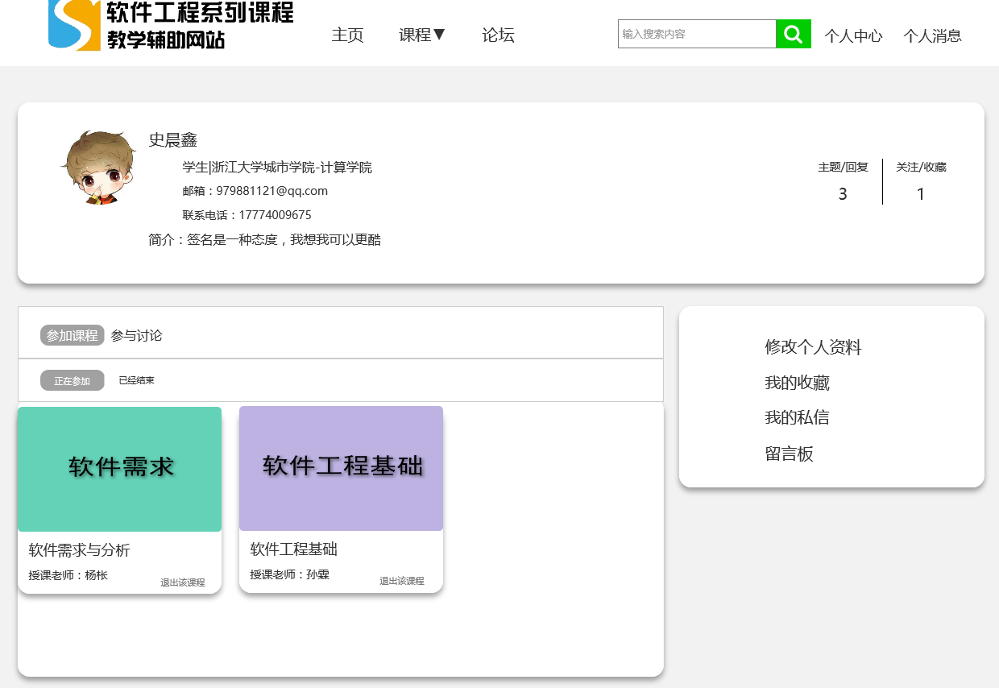 软件工程系列课程
教学辅助网站
主页 课程▼ 论坛
输入搜索内容
个人中心 个人消息
史晨鑫
学生|浙江大学城市学院-计算学院
邮箱：979881121@qq.com
联系电话：17774009675
简介：签名是一种态度，我想我可以更酷
主题/回复 关注/收藏
3 1
参加课程 参与讨论
正在参加 已经结束
软件需求 软件工程基础
软件需求与分析
授课老师：杨枨
退出该课程
软件工程基础
授课老师：孙霖
退出该课程
修改个人资料
我的收藏
我的私信
留言板